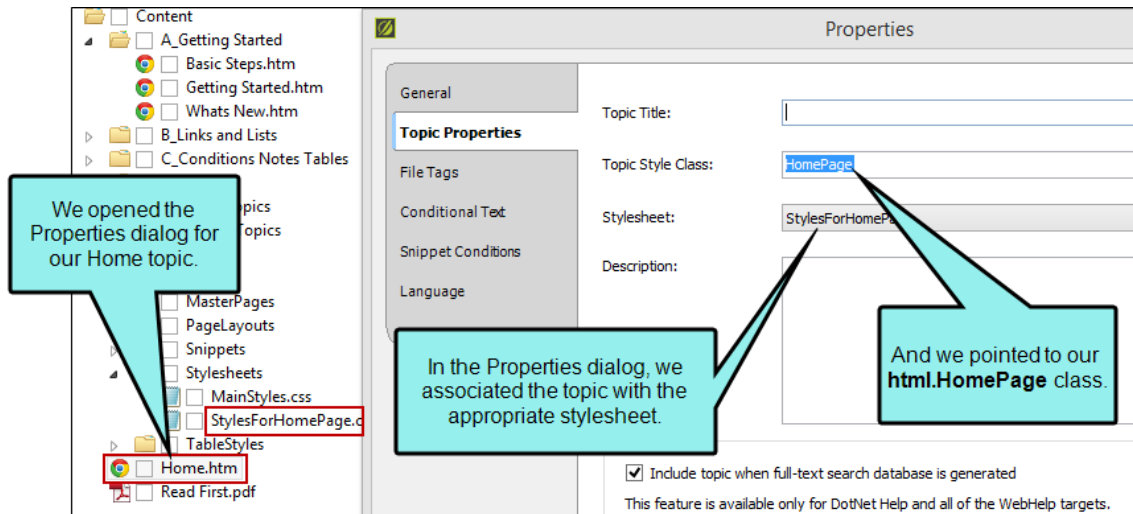 Content
A_Getting Started
Basic Steps.htm
Getting Started.htm
Whats New.htm
B_Links and Lists
C_Conditions Notes Tables
opics
Topics
MasterPages
PageLayouts
Snippets
Stylesheets
MainStyles.css
StylesForHomePage.c
TableStyles
Home.htm
Read First.pdf
We opened the
Properties dialog for
our Home topic.
Properties
General
Topic Properties
File Tags
Conditional Text
Snippet Conditions
Language
Topic Title:
Topic Style Class:
HomePage
Stylesheet:
StylesForHomePa
Description:
In the Properties dialog, we
associated the topic with the
appropriate stylesheet.
And we pointed to our
html.HomePage class.
Include topic when full-text search database is generated
This feature is available only for DotNet Help and all of the WebHelp targets.